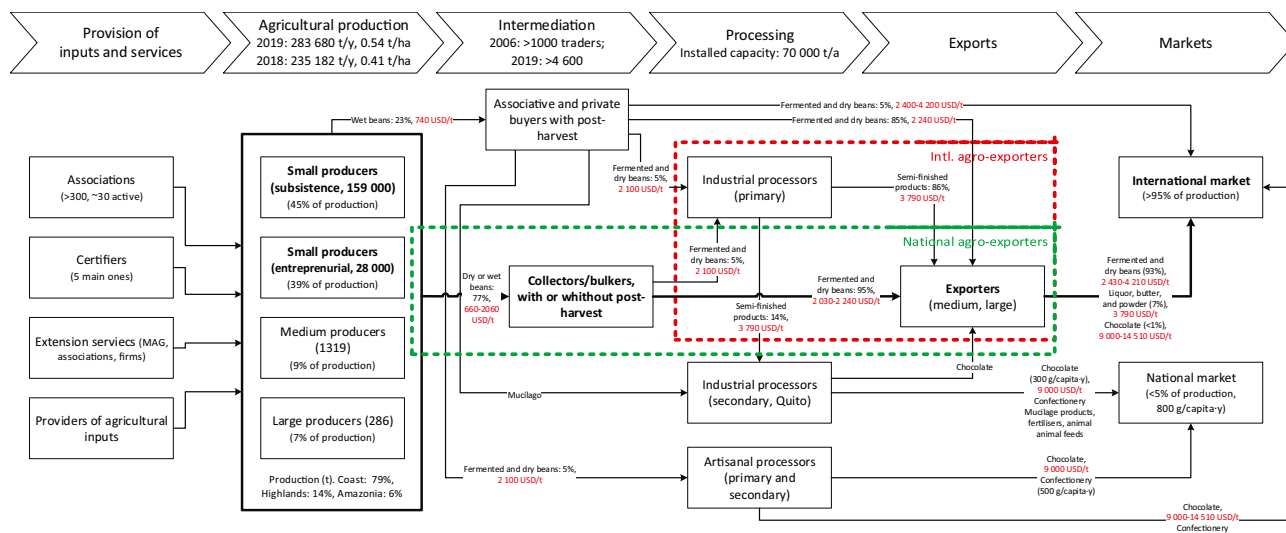 Provision of
inputs and services
Agricultural production
2019: 283 680 t/y, 0.54 t/ha
2018: 235 182 t/y, 0.41 t/ha
Intermediation
2006: >1000 traders;
2019: >4 600
Processing
Installed capacity: 70 000 t/a
Exports
Markets
Associations
(>300, ~30 active)
Certifiers
(5 main ones)
Extension serviecs (MAG,
associations, firms)
Providers of agricultural
inputs
Small producers
(subsistence, 159 000)
(45% of production)
Small producers
(entreprenurial, 28 000)
(39% of production)
Medium producers
(1319)
(9% of production)
Large producers (286)
(7% of production)
Production (t). Coast: 79%,
Highlands: 14%, Amazonia: 6%
Wet beans: 23%, 740 USD/t
Associative and private
buyers with post-
harvest
Fermented and dry beans: 5%, 2 400-4 200 USD/t
Fermented and dry beans: 85%, 2 240 USD/t
Fermented and
dry beans: 5%,
2 100 USD/t
Intl. agro-exporters
Industrial processors
(primary)
Semi-finished
products: 86%,
3 790 USD/t
International market
(>95% of production)
National agro-exporters
Dry or wet
beans:
77%,
660-2060
USD/t
Collectors/bulkers,
with or whithout post-
harvest
Fermented and
dry beans: 5%,
2 100 USD/t
Fermented and
dry beans: 95%,
2 030-2 240 USD/t
Exporters
(medium, large)
Fermented and
dry beans (93%),
2 430-4 210 USD/t
Liquor, butter,
and powder (7%),
3 790 USD/t
Chocolate (<1%),
9 000-14 510 USD/t
Semi-finished
products: 14%,
3 790 USD/t
Chocolate
Mucilago
Industrial processors
(secondary, Quito)
Chocolate
(300 g/capita-y),
9 000 USD/t
Confectionery
Mucilage products,
fertilisers, animal
animal feeds
National market
(<5% of production,
800 g/capita-y)
Fermented and dry beans: 5%,
2 100 USD/t
Artisanal processors
(primary and
secondary)
Chocolate,
9 000 USD/t
Confectionery
(500 g/capita-y)
Chocolate,
9 000-14 510 USD/t
Confectionery